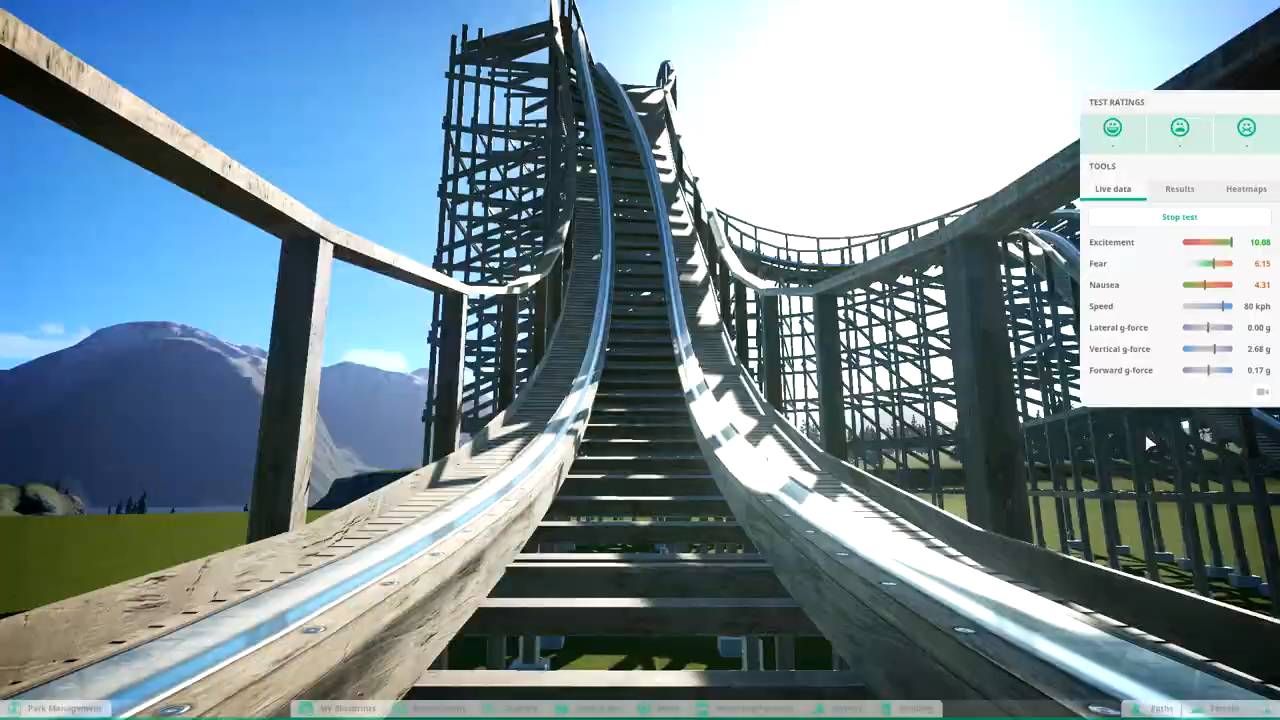 TEST RATINGS
TOOLS
Live data Results Heatmaps
Stop test
Excitement 10.08
Fear 6.15
Nausea 4.31
Speed 80 kph
Lateral g-force 0.00 g
Vertical g-force 2.68 g
Forward g-force 0.17 g
Park Management My Blueprints Paths Terrain